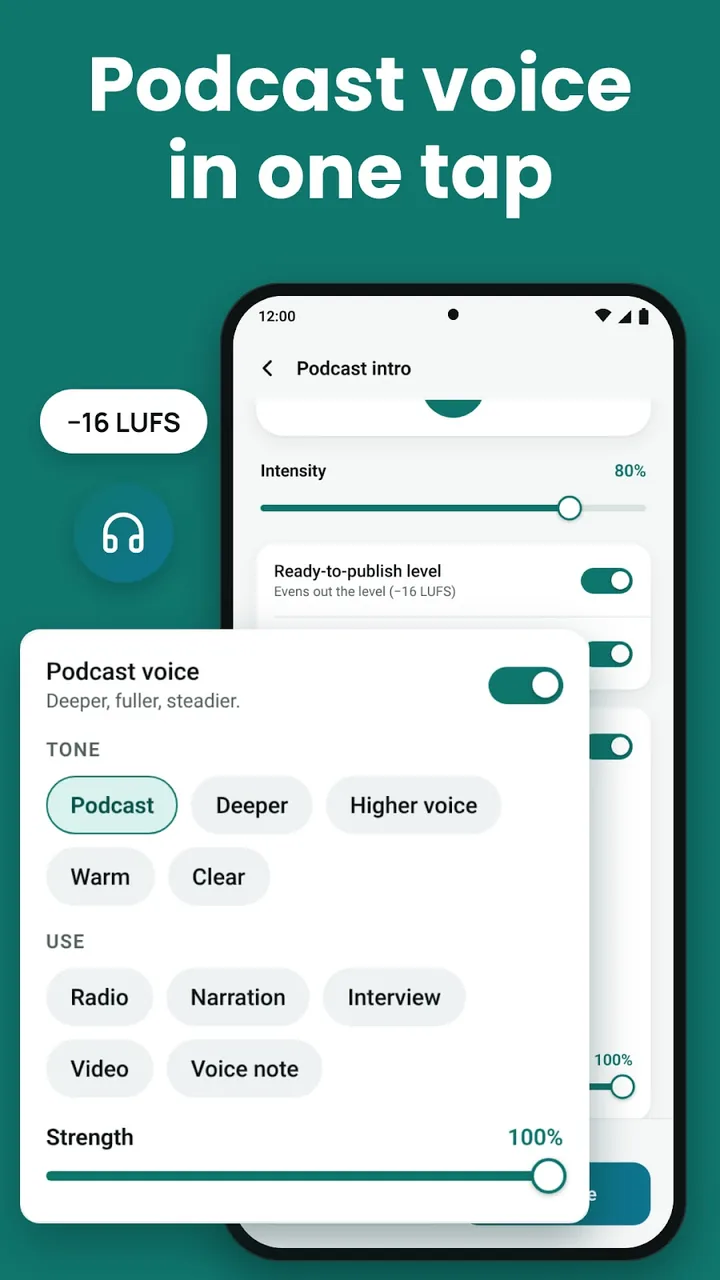 Podcast voice
in one tap
12:00
Podcast intro
−16 LUFS
Intensity 80%
Ready-to-publish level
Evens out the level (−16 LUFS)
Podcast voice
Deeper, fuller, steadier.
TONE
Podcast Deeper Higher voice
Warm Clear
USE
Radio Narration Interview
Video Voice note
100%
Strength 100%